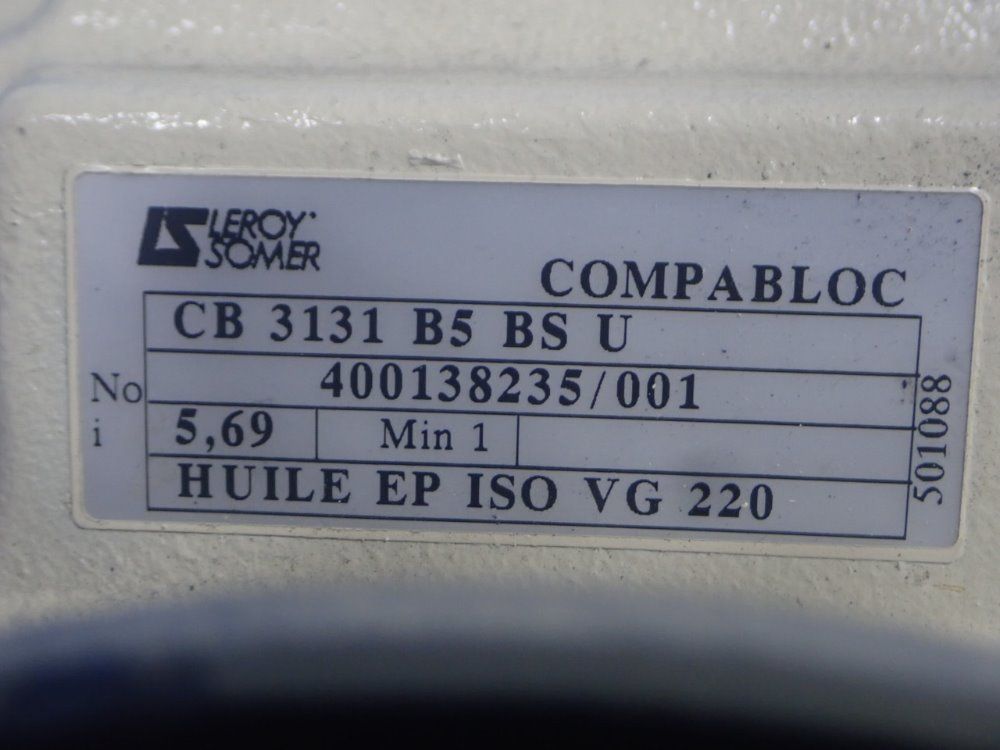 LS LEROY
SOMER
COMPABLOC
CB 3131 B5 BS U
No 400138235/001
i 5,69 Min 1
HUILE EP ISO VG 220
501088